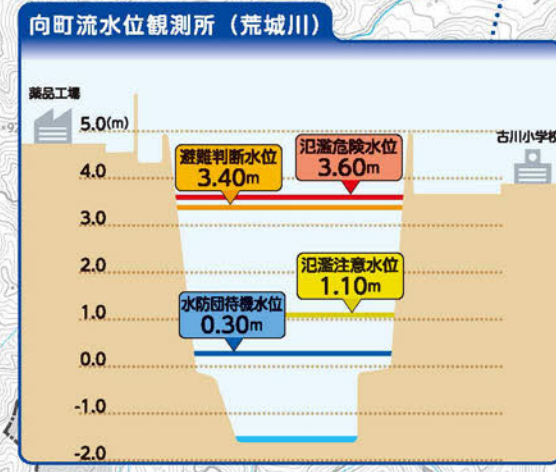 向町流水位観測所（荒城川）
薬品工場
5.0(m)
古川小学校
避難判断水位
3.40m
氾濫危険水位
3.60m
4.0
3.0
2.0
氾濫注意水位
1.10m
水防団待機水位
0.30m
1.0
0.0
-1.0
-2.0